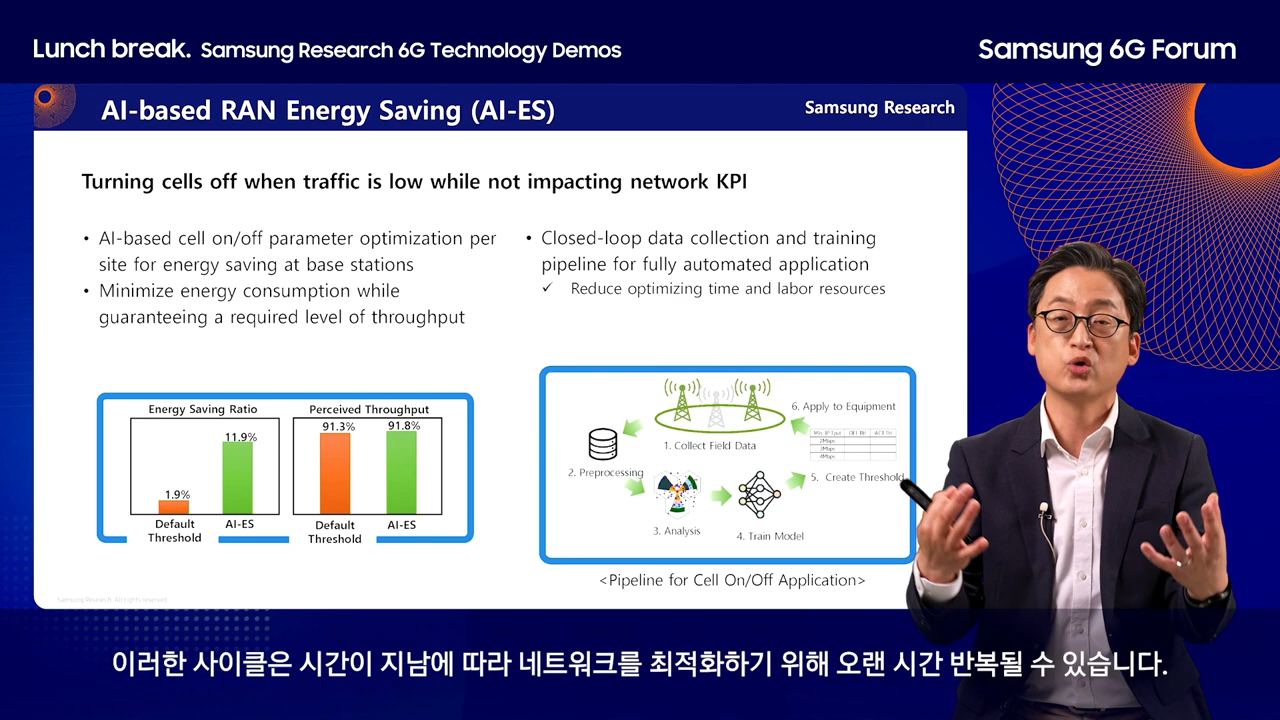 Lunch break. Samsung Research 6G Technology Demos
Samsung 6G Forum
AI-based RAN Energy Saving (AI-ES)
Samsung Research
Turning cells off when traffic is low while not impacting network KPI
• AI-based cell on/off parameter optimization per
site for energy saving at base stations
• Minimize energy consumption while
guaranteeing a required level of throughput
• Closed-loop data collection and training
pipeline for fully automated application
✓ Reduce optimizing time and labor resources
Energy Saving Ratio
1.9%
11.9%
Default
Threshold
AI-ES
Perceived Throughput
91.3%
91.8%
Default
Threshold
AI-ES
1. Collect Field Data
2. Preprocessing
3. Analysis
4. Train Model
5. Create Threshold
6. Apply to Equipment
2Mbps
3Mbps
4Mbps
<Pipeline for Cell On/Off Application>
Samsung Research. All rights reserved.
이러한 사이클은 시간이 지남에 따라 네트워크를 최적화하기 위해 오랜 시간 반복될 수 있습니다.